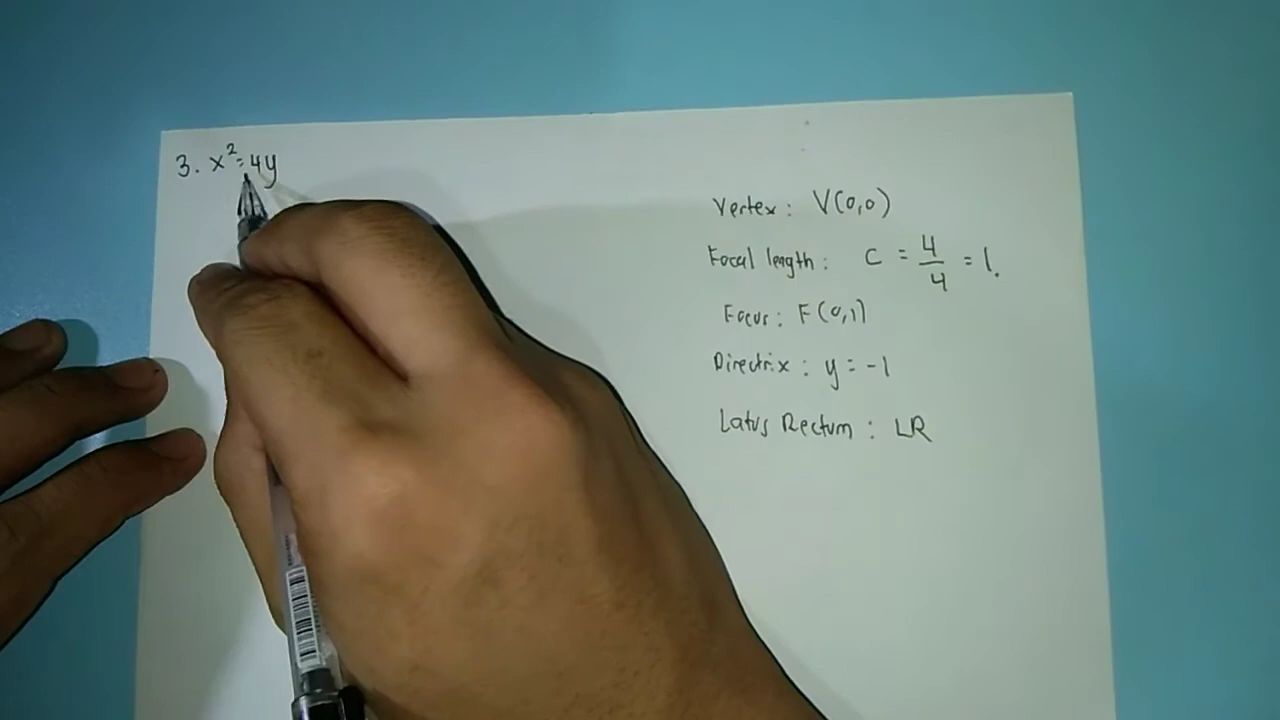 3. x² = 4y
Vertex : V(0,0)
Focal length : c = 4/4 = 1.
Focus : F(0,1)
Directrix : y = -1
Latus Rectum : LR